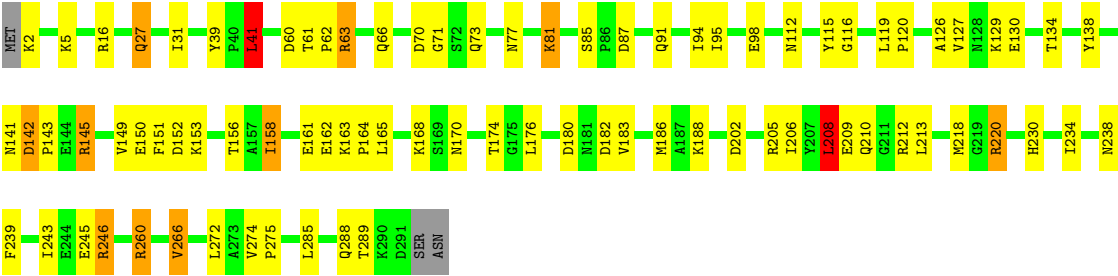 MET K2 K5 R16 Q27 I31 Y39 P40 L41 D60 T61 P62 R63 Q66 D70 G71 S72 Q73 N77 K81 S85 P86 D87 Q91 I94 I95 E98 N112 Y115 G116 L119 P120 A126 V127 N128 K129 E130 T134 Y138
N141 D142 P143 E144 R145 V149 E150 F151 D152 K153 T156 A157 I158 E161 E162 K163 P164 L165 K168 S169 N170 T174 G175 L176 D180 N181 D182 V183 M186 A187 K188 D202 R205 I206 Y207 L208 E209 Q210 G211 R212 L213 M218 G219 R220 H230 I234 N238
F239 I243 E244 E245 R246 R260 V266 L272 A273 V274 P275 L285 Q288 T289 K290 D291 SER ASN